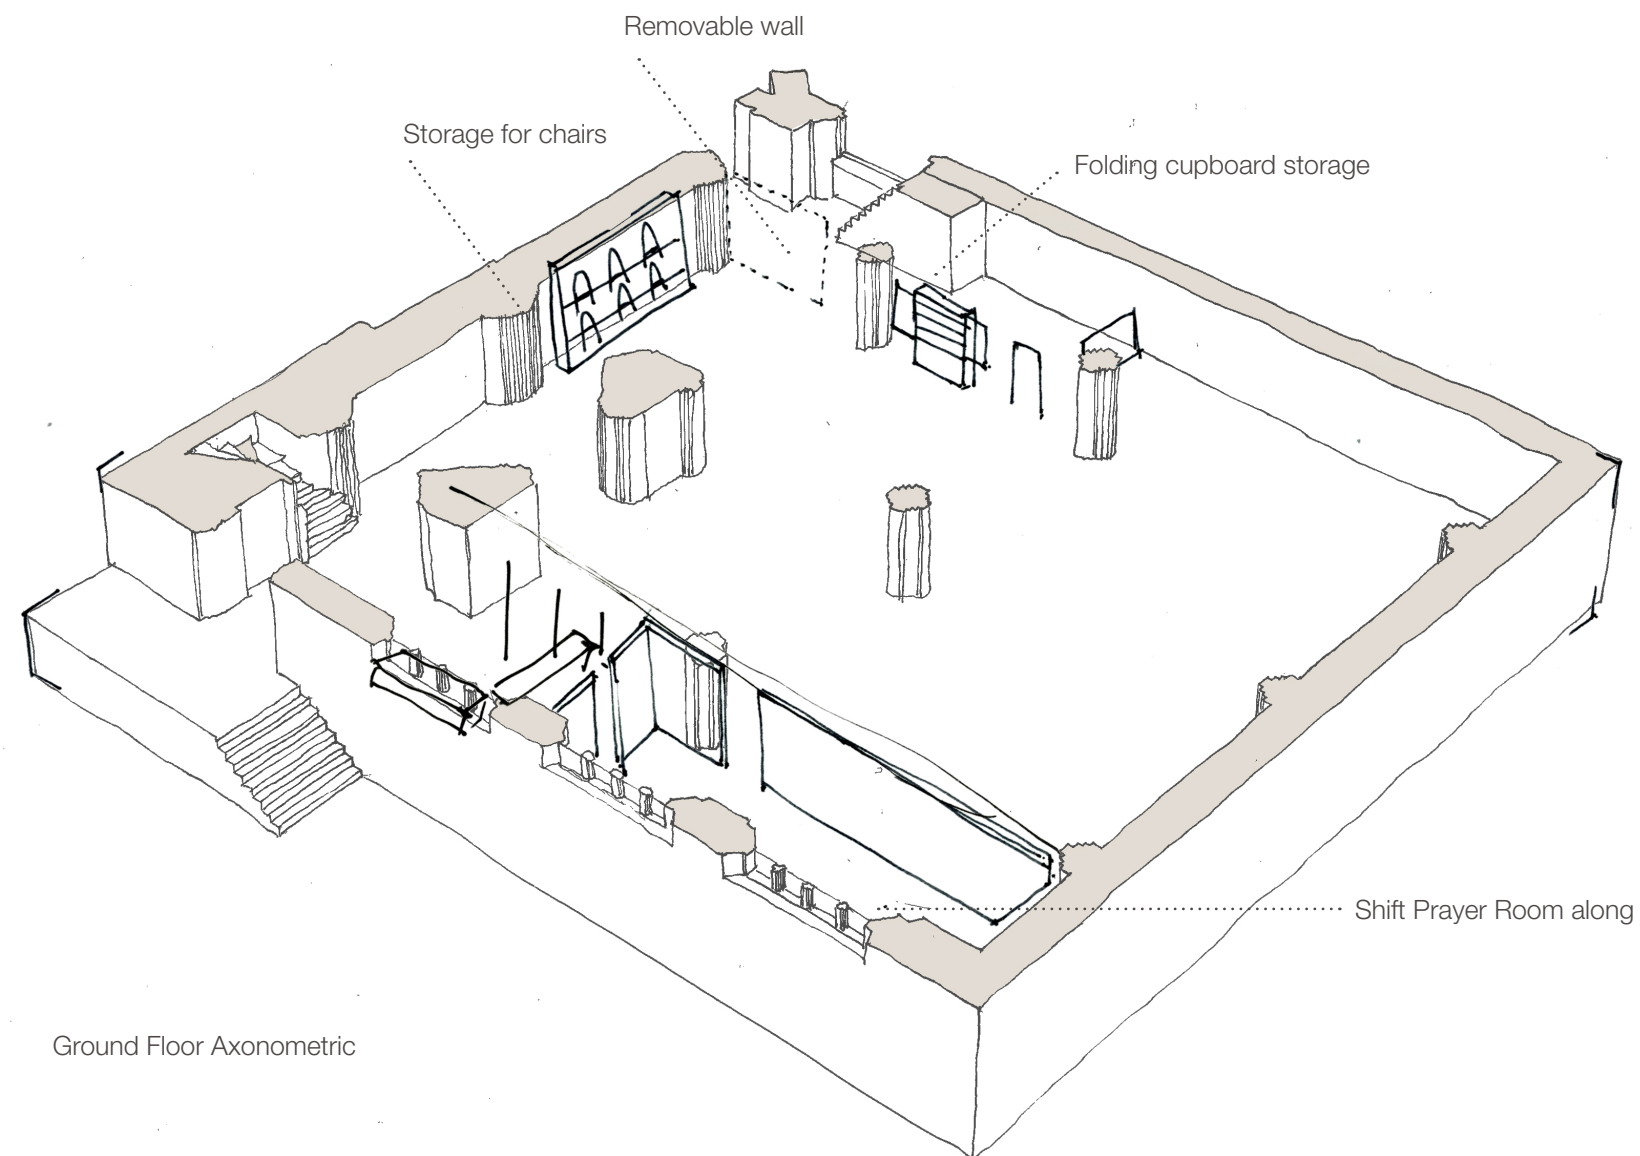 Removable wall
Storage for chairs
Folding cupboard storage
Shift Prayer Room along
Ground Floor Axonometric